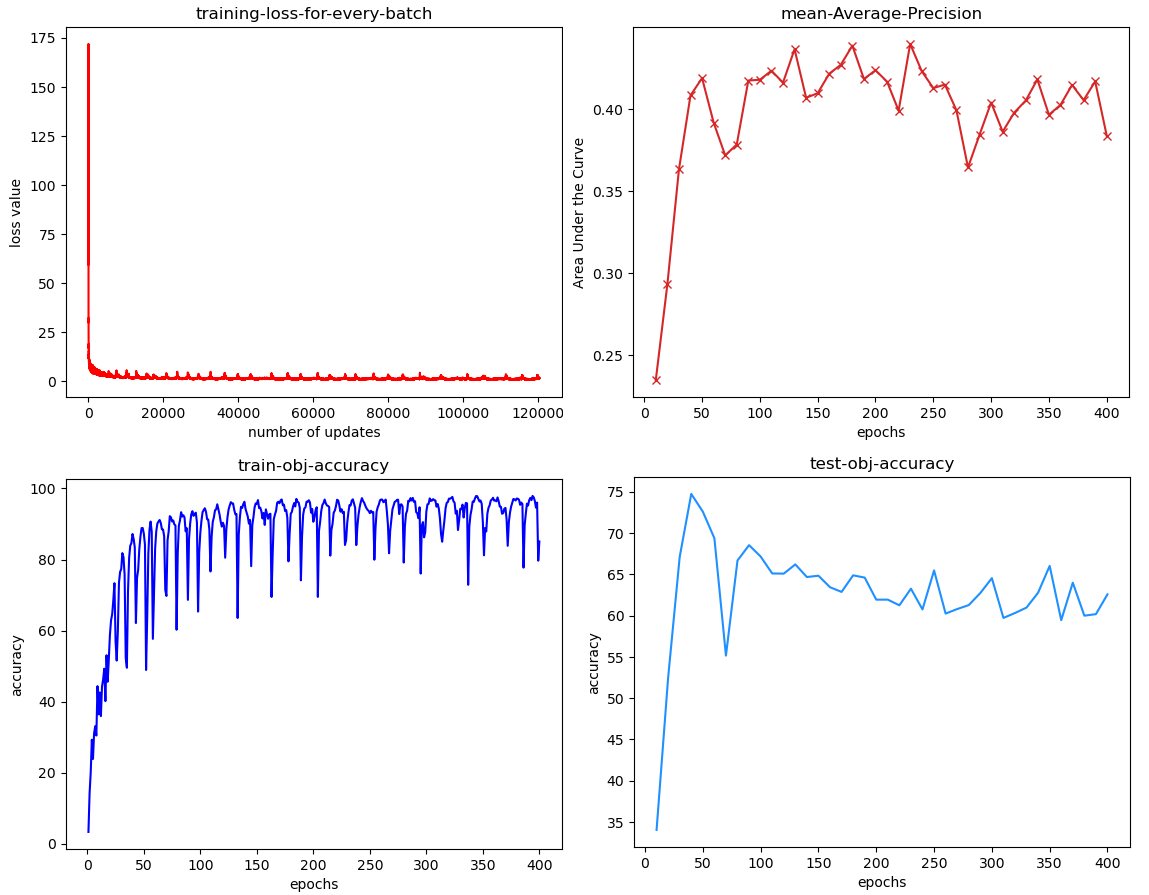 training-loss-for-every-batch
175
150
125
100
75
50
25
0
loss value
0 20000 40000 60000 80000 100000 120000
number of updates
mean-Average-Precision
0.40
0.35
0.30
0.25
Area Under the Curve
0 50 100 150 200 250 300 350 400
epochs
train-obj-accuracy
100
80
60
40
20
0
accuracy
0 50 100 150 200 250 300 350 400
epochs
test-obj-accuracy
75
70
65
60
55
50
45
40
35
accuracy
0 50 100 150 200 250 300 350 400
epochs